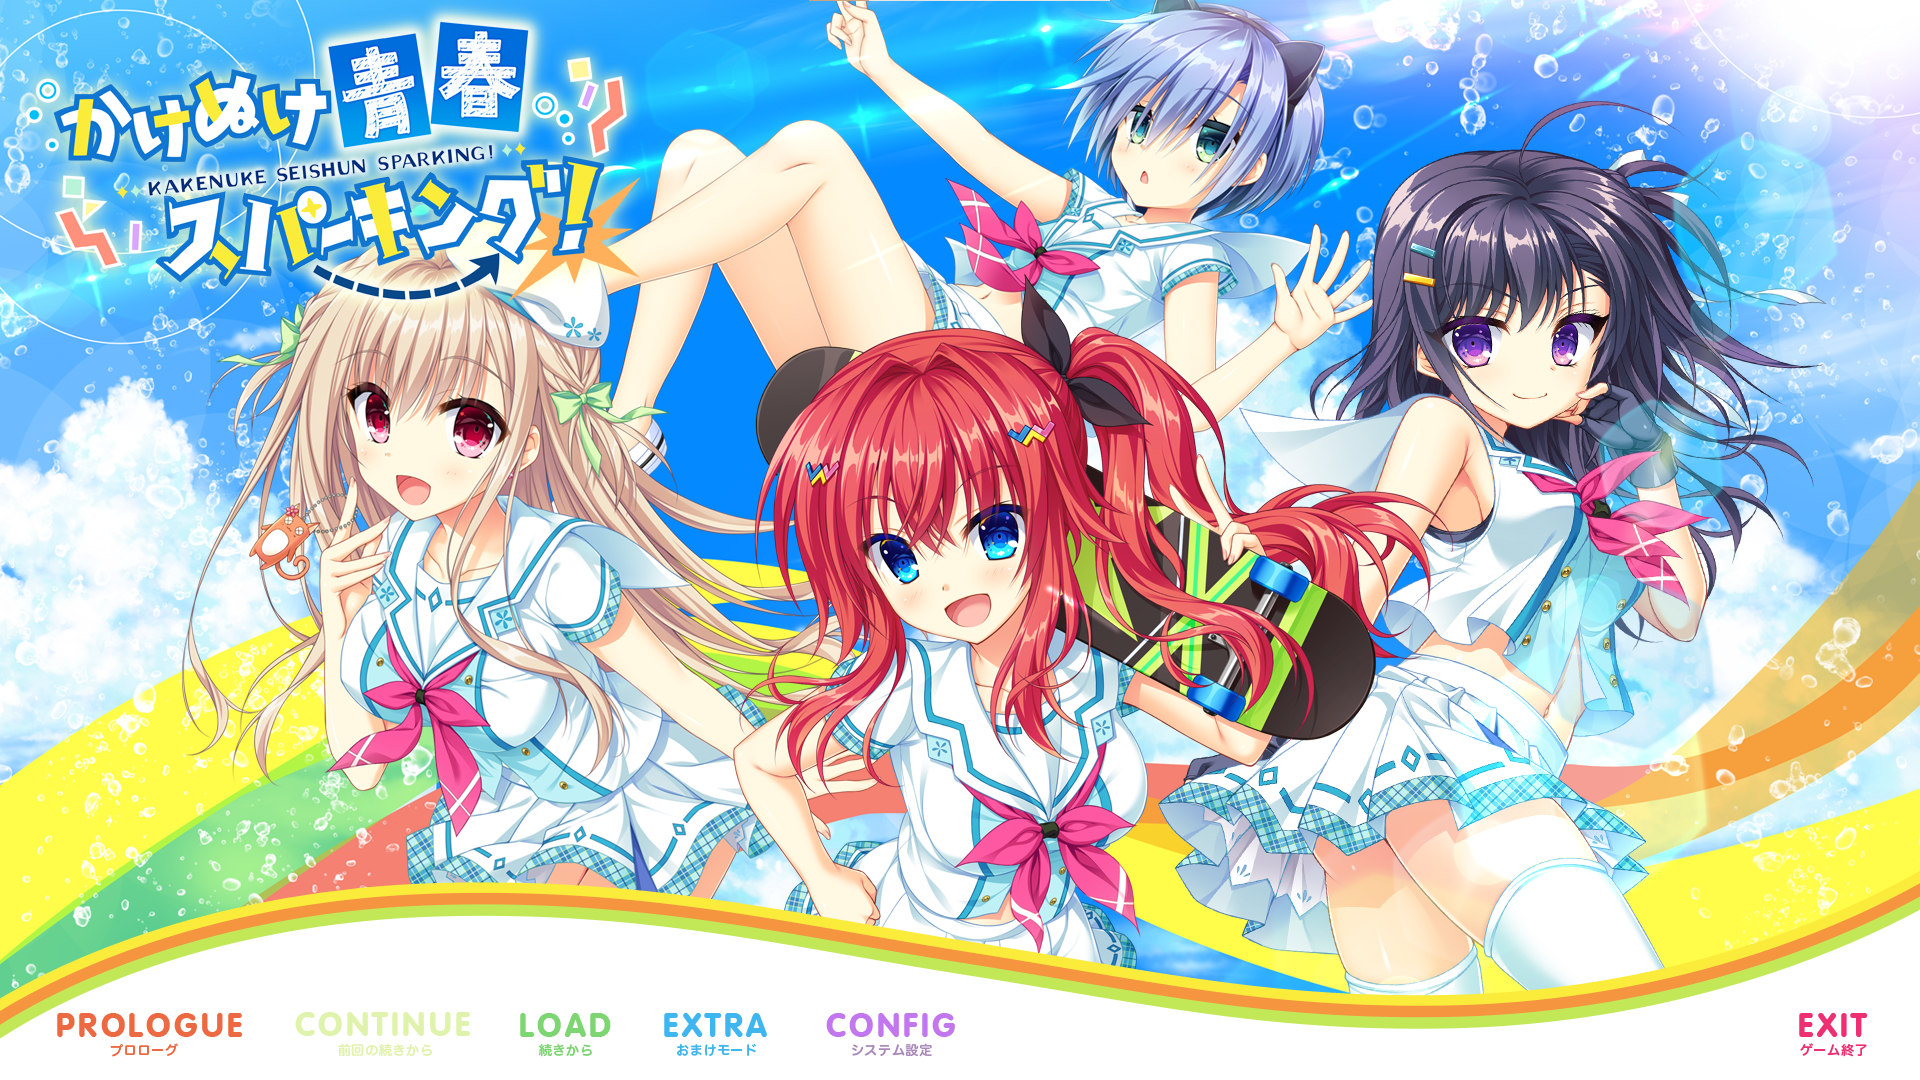 かけぬけ青春
KAKENUKE SEISHUN SPARKING!
スパーキング!
PROLOGUE
プロローグ
CONTINUE
前回の続きから
LOAD
続きから
EXTRA
おまけモード
CONFIG
システム設定
EXIT
ゲーム終了